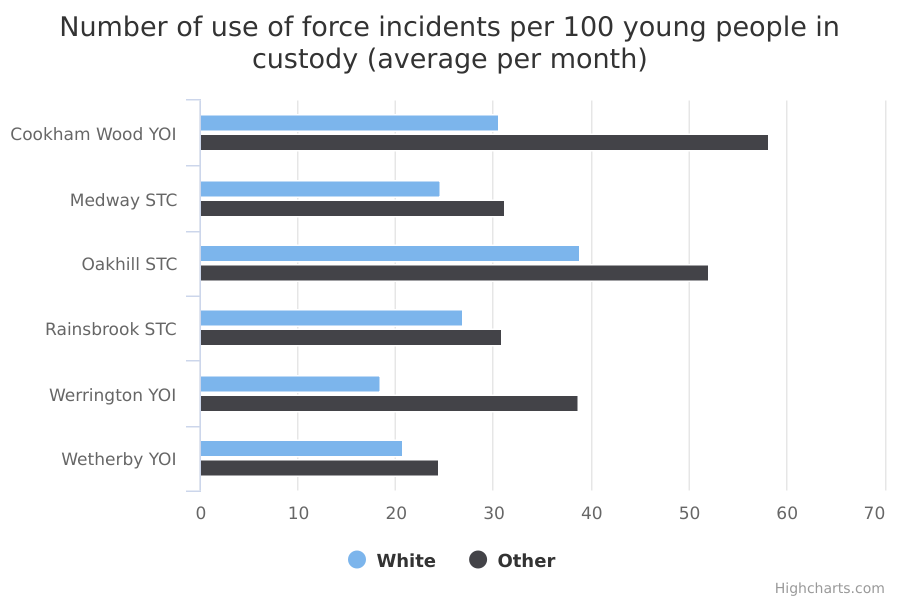 Number of use of force incidents per 100 young people in
custody (average per month)
Cookham Wood YOI
Medway STC
Oakhill STC
Rainsbrook STC
Werrington YOI
Wetherby YOI
0 10 20 30 40 50 60 70
White Other
Highcharts.com